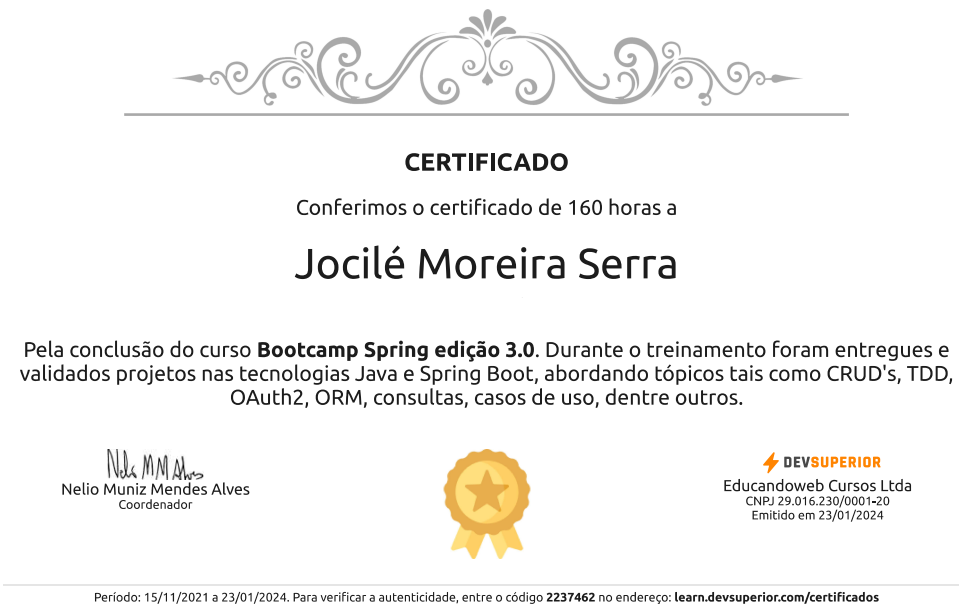 CERTIFICADO
Conferimos o certificado de 160 horas a
Jocilé Moreira Serra
Pela conclusão do curso Bootcamp Spring edição 3.0. Durante o treinamento foram entregues e
validados projetos nas tecnologias Java e Spring Boot, abordando tópicos tais como CRUD's, TDD,
OAuth2, ORM, consultas, casos de uso, dentre outros.
Nelio Muniz Mendes Alves
Coordenador
DEVSUPERIOR
Educandoweb Cursos Ltda
CNPJ 29.016.230/0001-20
Emitido em 23/01/2024
Período: 15/11/2021 a 23/01/2024. Para verificar a autenticidade, entre o código 2237462 no endereço: learn.devsuperior.com/certificados